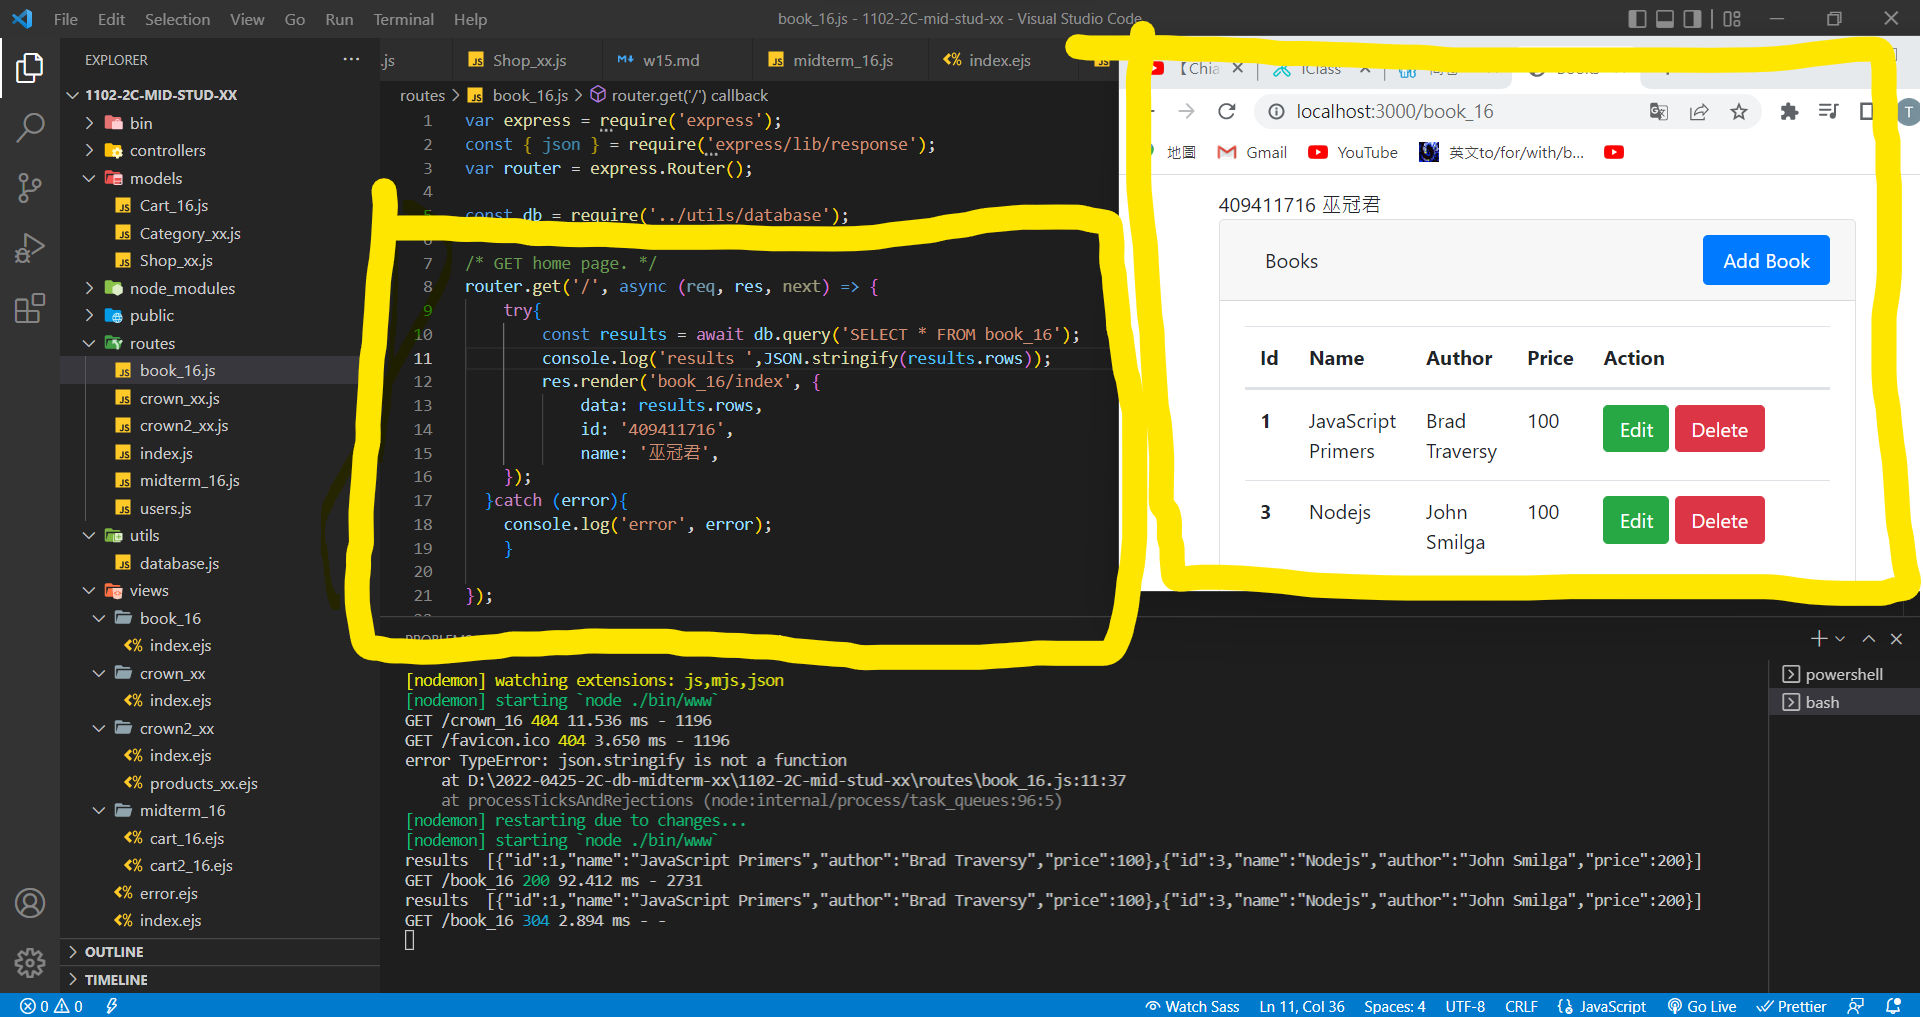 File Edit Selection View Go Run Terminal Help
book_16.js - 1102-2C-mid-stud-xx - Visual Studio Code
EXPLORER
1102-2C-MID-STUD-XX
bin
controllers
models
Cart_16.js
Category_xx.js
Shop_xx.js
node_modules
public
routes
book_16.js
crown_xx.js
crown2_xx.js
index.js
midterm_16.js
users.js
utils
database.js
views
book_16
index.ejs
crown_xx
index.ejs
crown2_xx
index.ejs
products_xx.ejs
midterm_16
cart_16.ejs
cart2_16.ejs
error.ejs
index.ejs
OUTLINE
TIMELINE
.js Shop_xx.js w15.md midterm_16.js index.ejs
routes > book_16.js > router.get('/') callback
1 var express = require('express');
2 const { json } = require('express/lib/response');
3 var router = express.Router();
4
5 const db = require('../utils/database');
6
7 /* GET home page. */
8 router.get('/', async (req, res, next) => {
9 try{
10 const results = await db.query('SELECT * FROM book_16');
11 console.log('results ',JSON.stringify(results.rows));
12 res.render('book_16/index', {
13 data: results.rows,
14 id: '409411716',
15 name: '巫冠君',
16 });
17 }catch (error){
18 console.log('error', error);
19 }
20
21 });
【Chia
iClass
localhost:3000/book_16
T
地圖 Gmail YouTube 英文to/for/with/b...
409411716 巫冠君
Books Add Book
Id Name Author Price Action
1 JavaScript Primers Brad Traversy 100 Edit Delete
3 Nodejs John Smilga 100 Edit Delete
[nodemon] watching extensions: js,mjs,json
[nodemon] starting `node ./bin/www`
GET /crown_16 404 11.536 ms - 1196
GET /favicon.ico 404 3.650 ms - 1196
error TypeError: json.stringify is not a function
at D:\2022-0425-2C-db-midterm-xx\1102-2C-mid-stud-xx\routes\book_16.js:11:37
at processTicksAndRejections (node:internal/process/task_queues:96:5)
[nodemon] restarting due to changes...
[nodemon] starting `node ./bin/www`
results [{"id":1,"name":"JavaScript Primers","author":"Brad Traversy","price":100},{"id":3,"name":"Nodejs","author":"John Smilga","price":200}]
GET /book_16 200 92.412 ms - 2731
results [{"id":1,"name":"JavaScript Primers","author":"Brad Traversy","price":100},{"id":3,"name":"Nodejs","author":"John Smilga","price":200}]
GET /book_16 304 2.894 ms - -
powershell
bash
0 0 Watch Sass Ln 11, Col 36 Spaces: 4 UTF-8 CRLF JavaScript Go Live Prettier